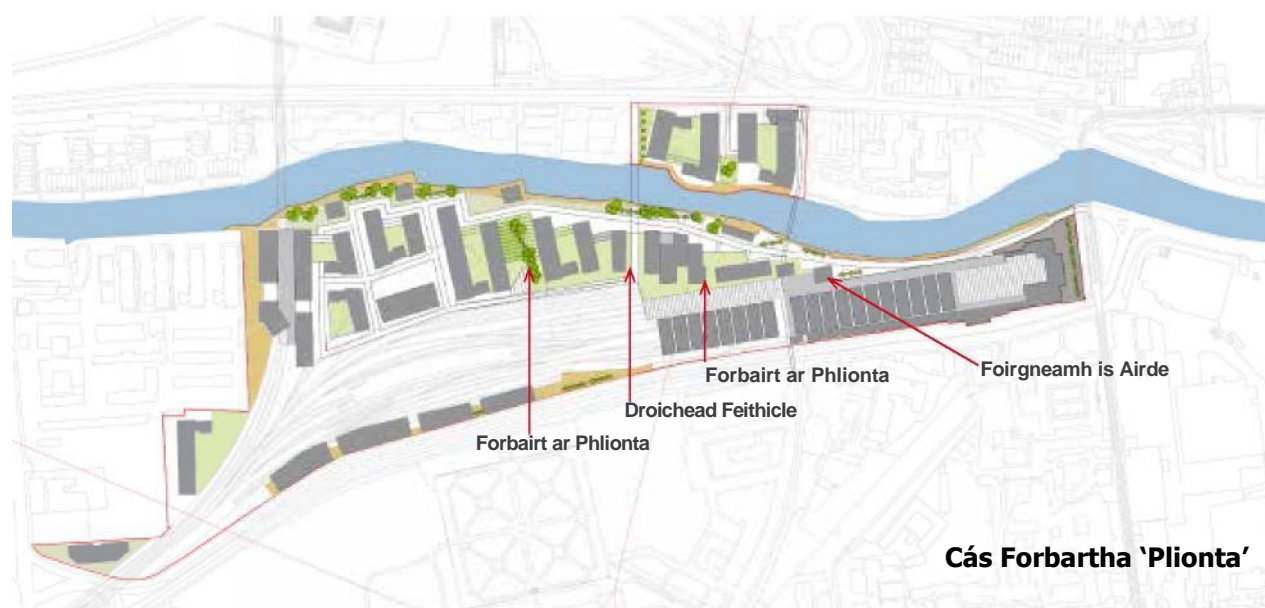 Forbairt ar Phlionta
Foirgneamh is Airde
Droichead Feithicle
Forbairt ar Phlionta
Cás Forbartha ‘Plionta’